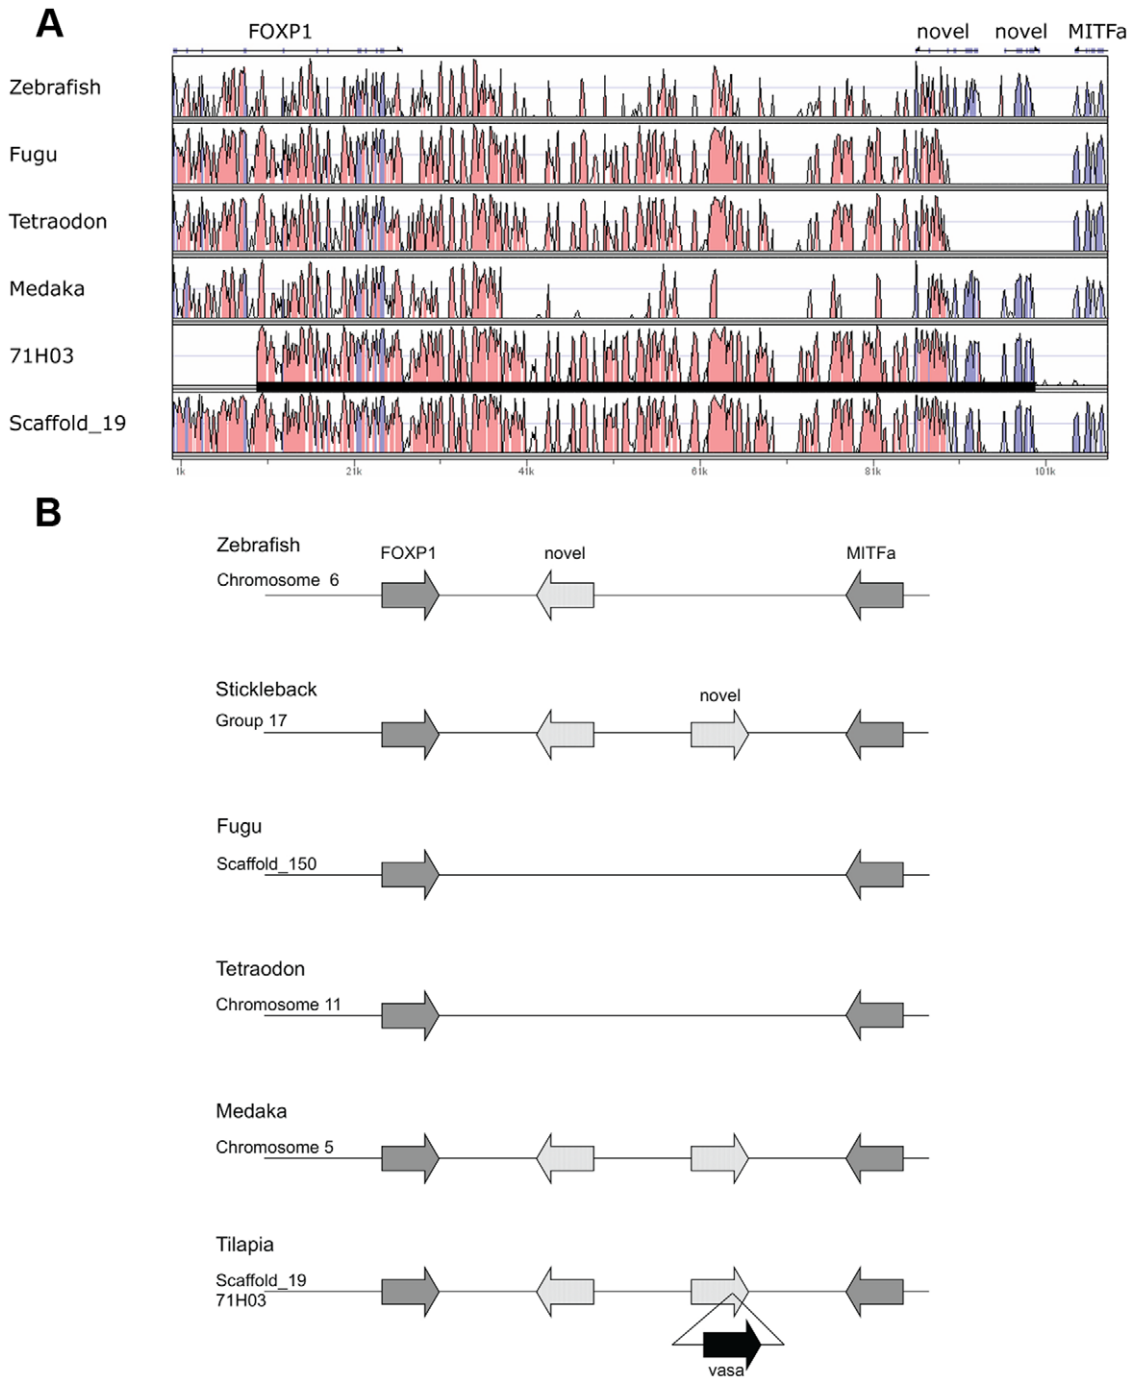 A
FOXP1 novel novel MITFa
Zebrafish
Fugu
Tetraodon
Medaka
71H03
Scaffold_19
1k 21k 41k 61k 81k 101k
B
Zebrafish
FOXP1 novel MITFa
Chromosome 6
Stickleback
novel
Group 17
Fugu
Scaffold_150
Tetraodon
Chromosome 11
Medaka
Chromosome 5
Tilapia
Scaffold_19
71H03
vasa